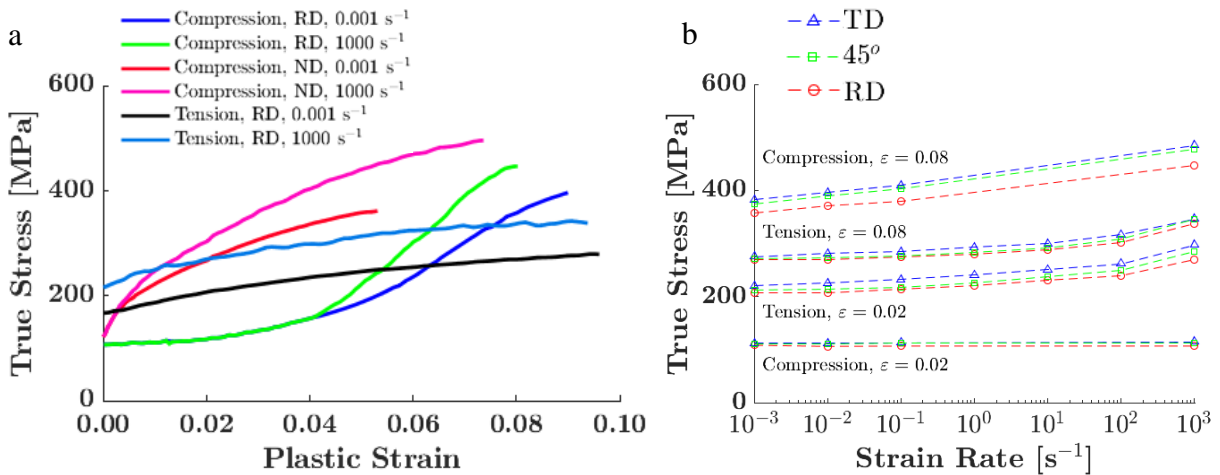 a
Compression, RD, 0.001 s⁻¹
Compression, RD, 1000 s⁻¹
Compression, ND, 0.001 s⁻¹
Compression, ND, 1000 s⁻¹
Tension, RD, 0.001 s⁻¹
Tension, RD, 1000 s⁻¹
True Stress [MPa]
600
400
200
0
0.00 0.02 0.04 0.06 0.08 0.10
Plastic Strain
b
TD
45°
RD
True Stress [MPa]
600
400
200
0
Compression, ε = 0.08
Tension, ε = 0.08
Tension, ε = 0.02
Compression, ε = 0.02
10⁻³ 10⁻² 10⁻¹ 10⁰ 10¹ 10² 10³
Strain Rate [s⁻¹]